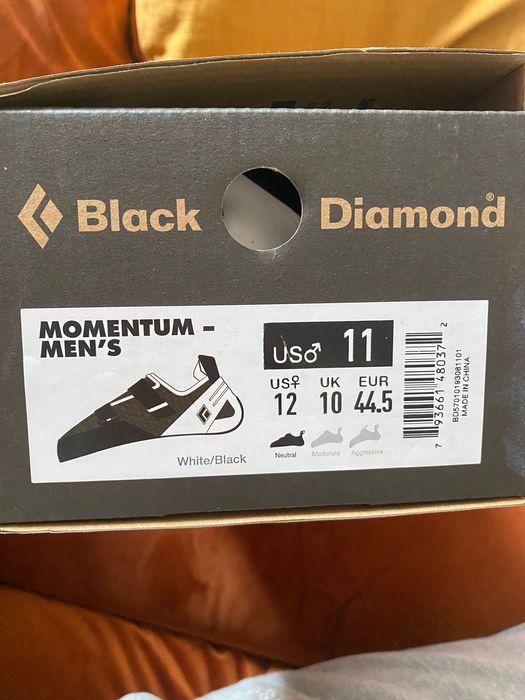 Black Diamond®
MOMENTUM –
MEN'S
US♂ 11
US♀ UK EUR
12 10 44.5
Neutral Moderate Aggressive
White/Black
7 93661 48037 2
BD57010193081101
MADE IN CHINA